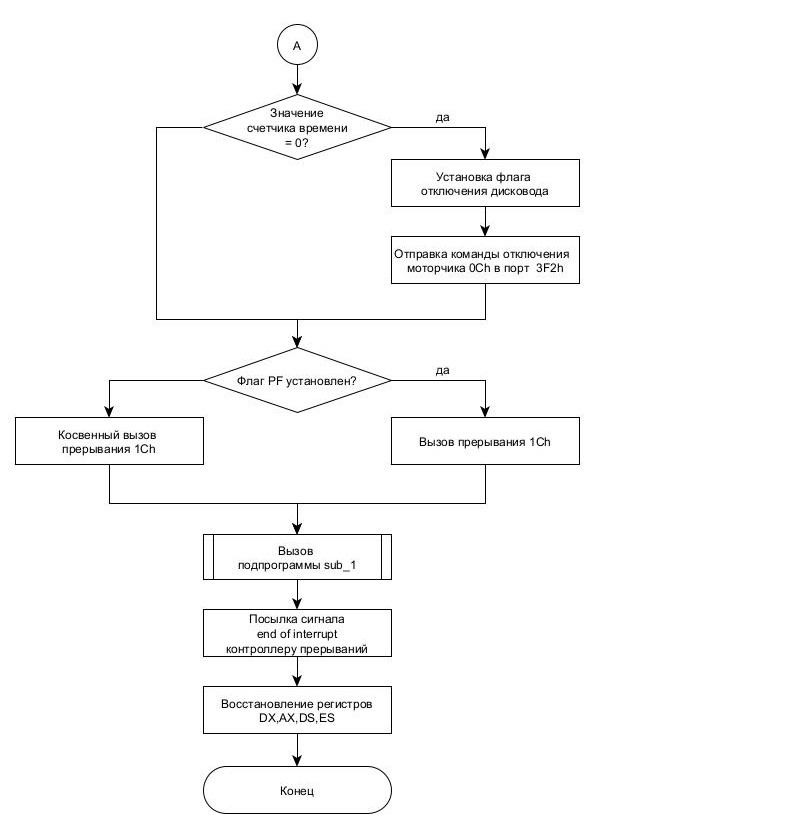 А
Значение
счетчика времени
= 0?
да
Установка флага
отключения дисковода
Отправка команды отключения
моторчика 0Ch в порт 3F2h
Флаг PF установлен?
да
Косвенный вызов
прерывания 1Ch
Вызов прерывания 1Ch
Вызов
подпрограммы sub_1
Посылка сигнала
end of interrupt
контроллеру прерываний
Восстановление регистров
DX,AX,DS,ES
Конец